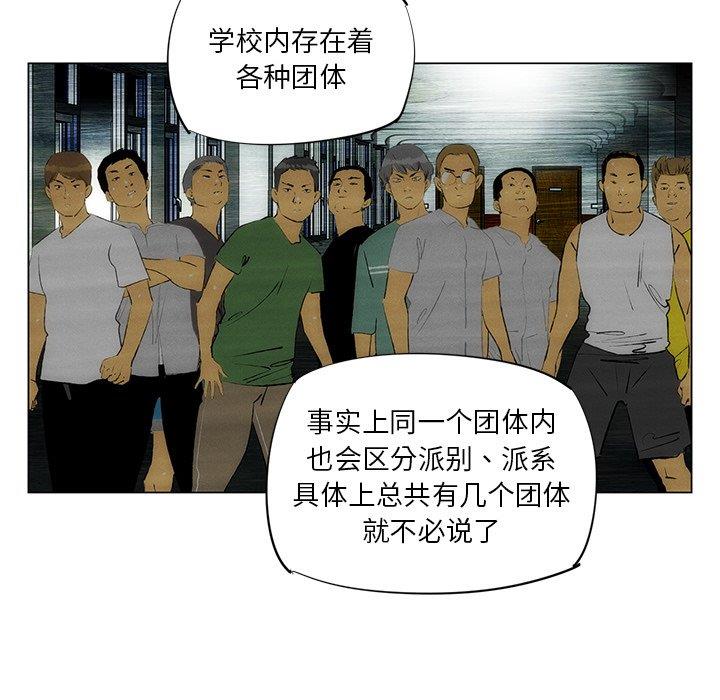 学校内存在着
各种团体
事实上同一个团体内
也会区分派别、派系
具体上总共有几个团体
就不必说了